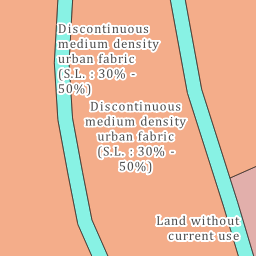 Discontinuous
medium density
urban fabric
(S.L. : 30% -
50%)
Discontinuous
medium density
urban fabric
(S.L. : 30% -
50%)
Land without
current use